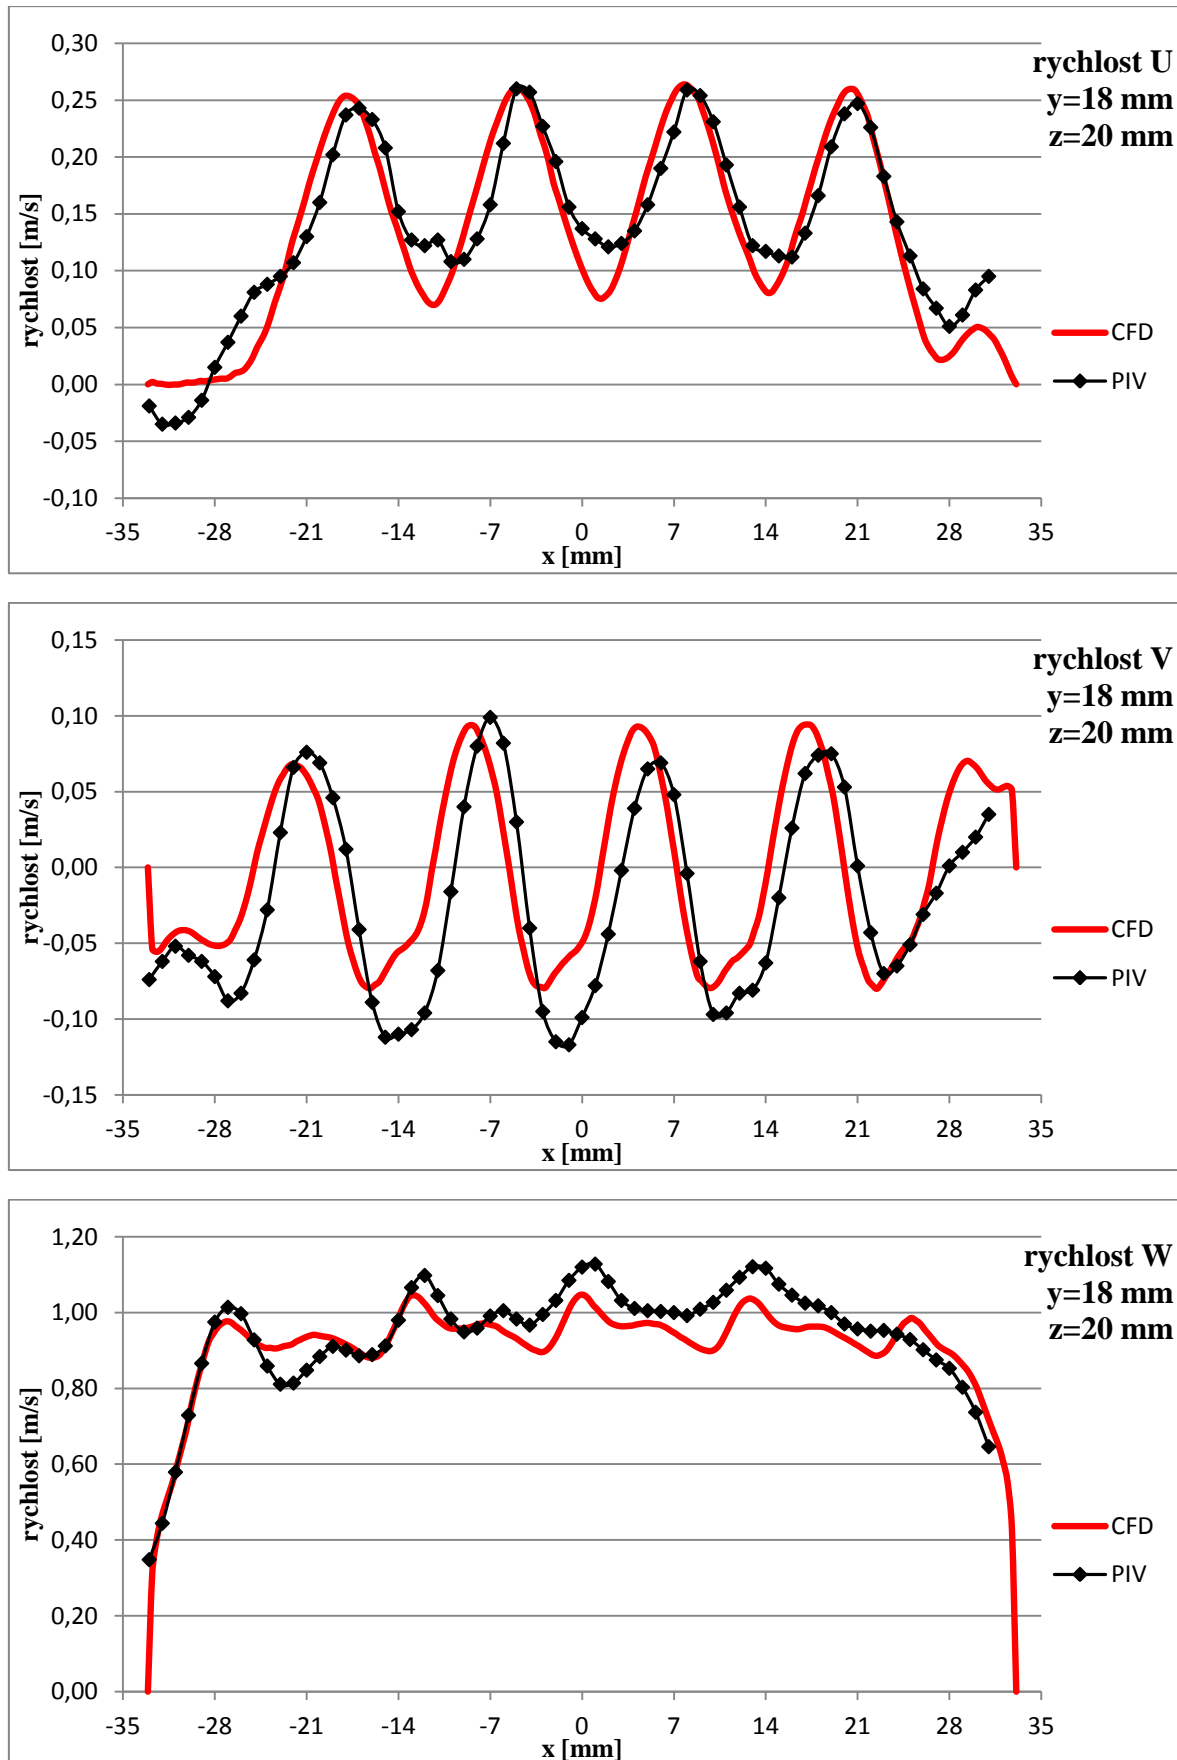 rychlost U
y=18 mm
z=20 mm
0,30
0,25
0,20
0,15
0,10
0,05
0,00
-0,05
-0,10
rychlost [m/s]
CFD
PIV
-35 -28 -21 -14 -7 0 7 14 21 28 35
x [mm]
rychlost V
y=18 mm
z=20 mm
0,15
0,10
0,05
0,00
-0,05
-0,10
-0,15
rychlost [m/s]
CFD
PIV
-35 -28 -21 -14 -7 0 7 14 21 28 35
x [mm]
rychlost W
y=18 mm
z=20 mm
1,20
1,00
0,80
0,60
0,40
0,20
0,00
rychlost [m/s]
CFD
PIV
-35 -28 -21 -14 -7 0 7 14 21 28 35
x [mm]